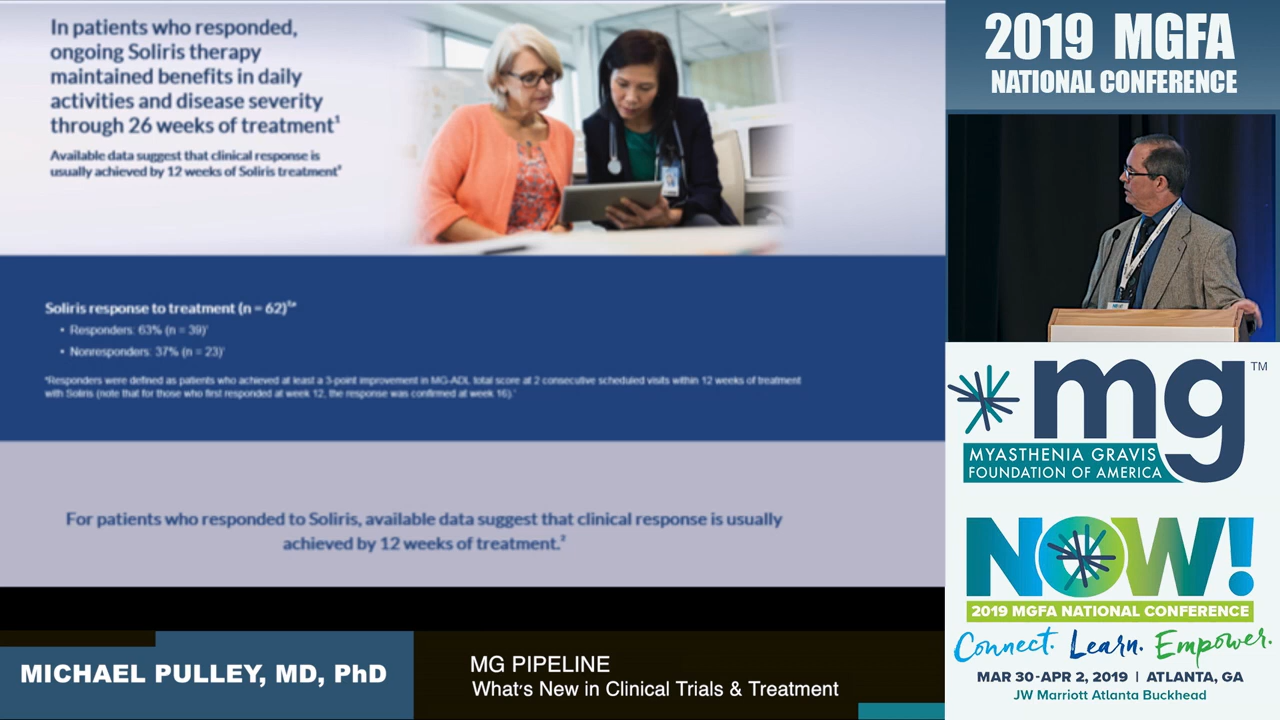 In patients who responded,
ongoing Soliris therapy
maintained benefits in daily
activities and disease severity
through 26 weeks of treatment¹
Available data suggest that clinical response is
usually achieved by 12 weeks of Soliris treatment²
Soliris response to treatment (n = 62)
• Responders: 63% (n = 39)
• Nonresponders: 37% (n = 23)
*Responders were defined as patients who achieved at least a 3-point improvement in MG-ADL total score at 2 consecutive scheduled visits within 12 weeks of treatment
with Soliris (note that for those who first responded at week 12, the response was confirmed at week 16).
For patients who responded to Soliris, available data suggest that clinical response is usually
achieved by 12 weeks of treatment.²
MICHAEL PULLEY, MD, PhD
MG PIPELINE
What's New in Clinical Trials & Treatment
2019 MGFA
NATIONAL CONFERENCE
mg™
MYASTHENIA GRAVIS
FOUNDATION OF AMERICA
NOW!
2019 MGFA NATIONAL CONFERENCE
Connect. Learn. Empower.
MAR 30-APR 2, 2019 | ATLANTA, GA
JW Marriott Atlanta Buckhead